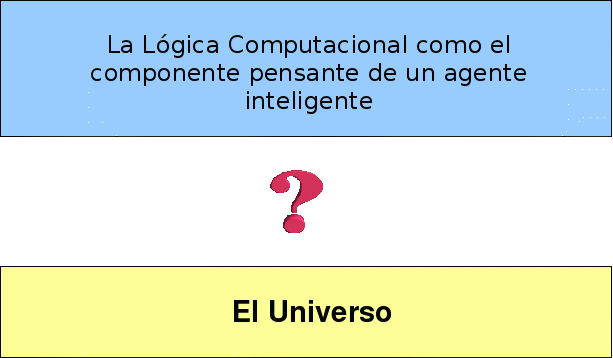 La Lógica Computacional como el
componente pensante de un agente
inteligente
?
El Universo